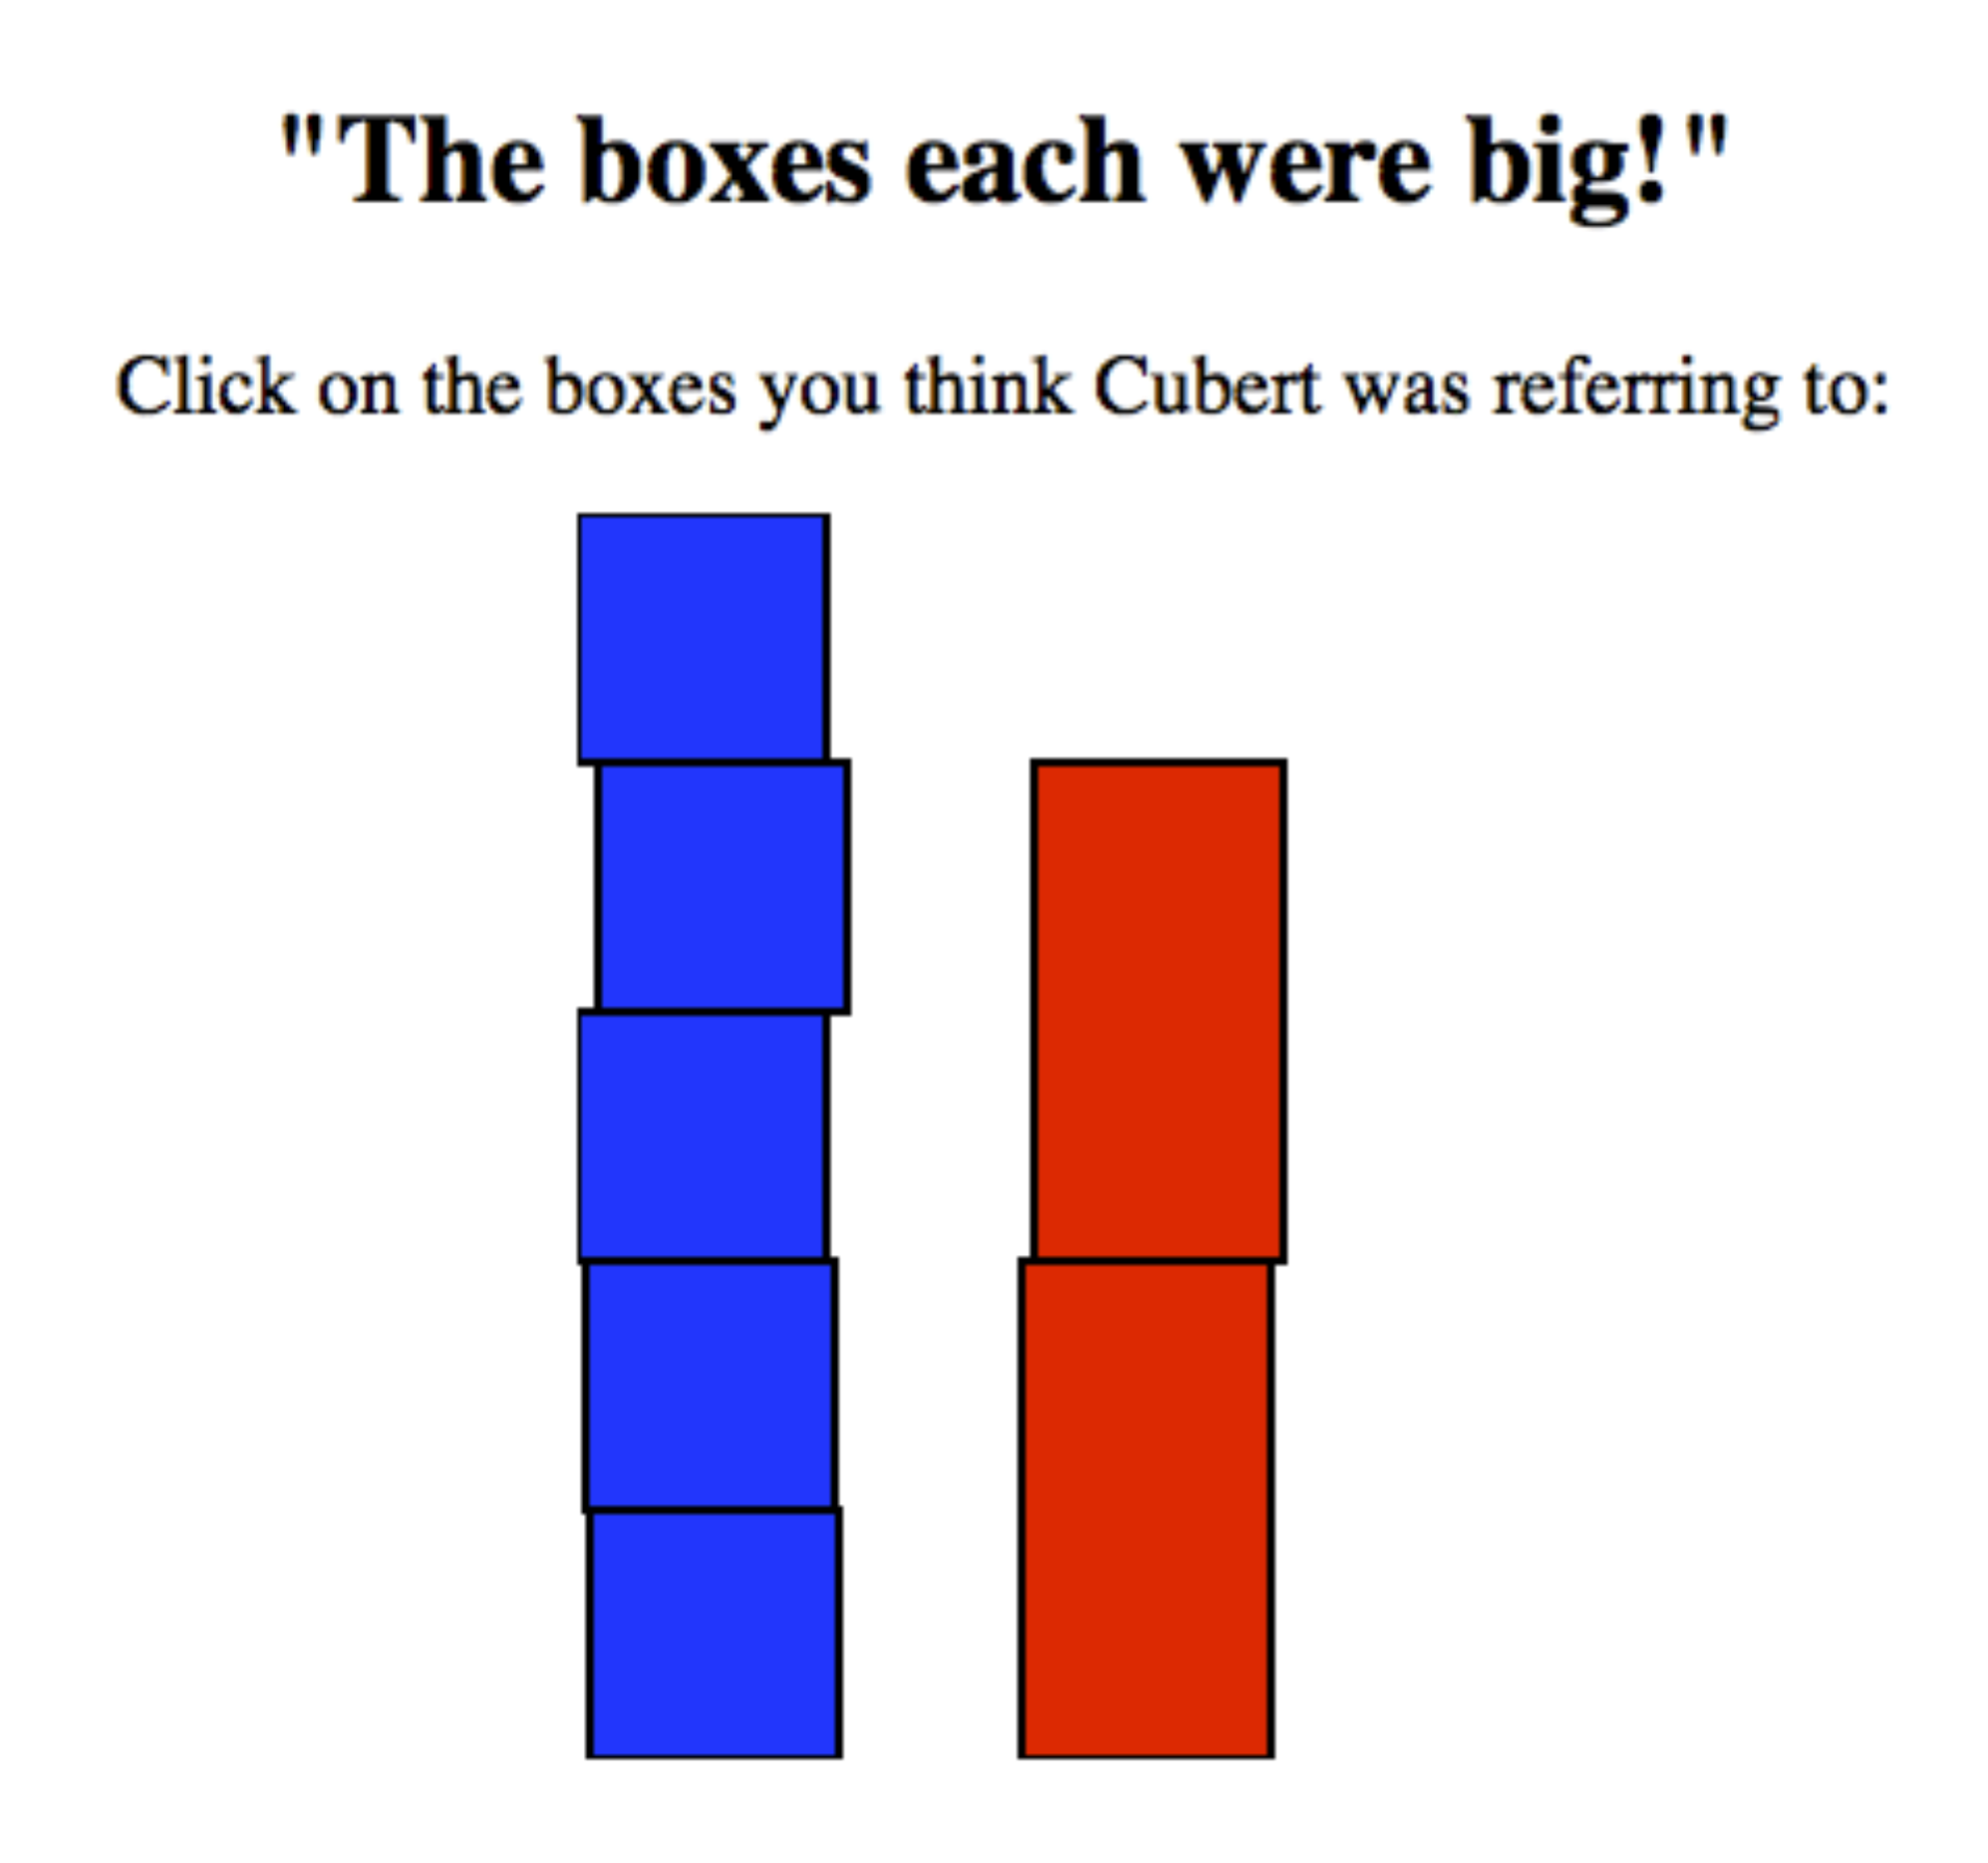 "The boxes each were big!"
Click on the boxes you think Cubert was referring to: